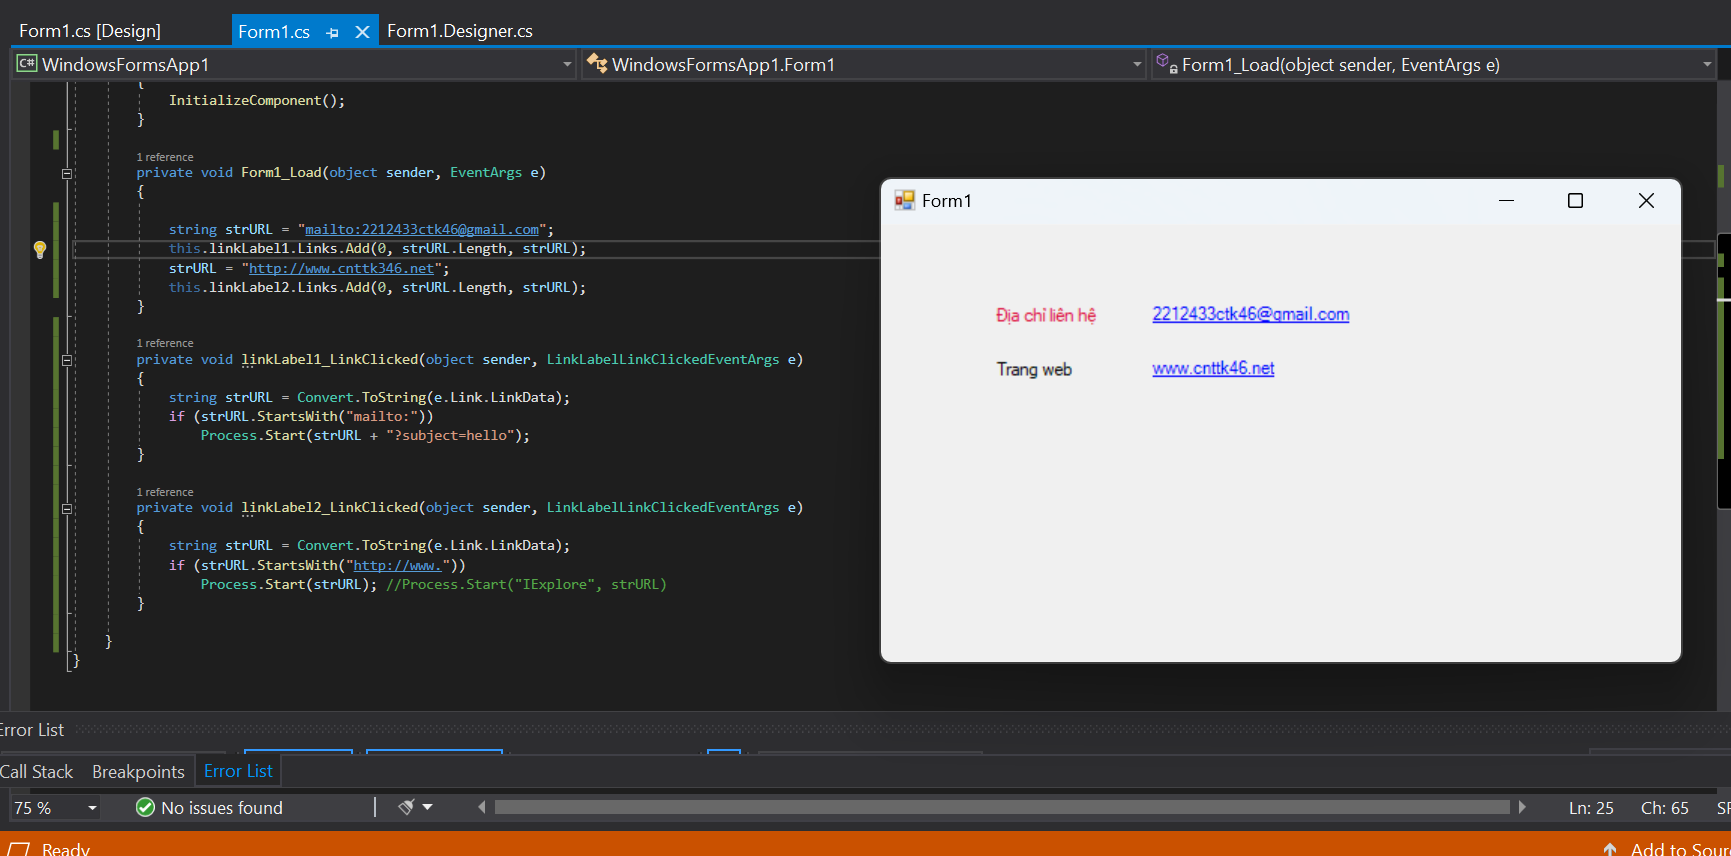 Form1.cs [Design]
Form1.cs
Form1.Designer.cs
C# WindowsFormsApp1
WindowsFormsApp1.Form1
Form1_Load(object sender, EventArgs e)
{
InitializeComponent();
}
1 reference
private void Form1_Load(object sender, EventArgs e)
{
string strURL = "mailto:2212433ctk46@gmail.com";
this.linkLabel1.Links.Add(0, strURL.Length, strURL);
strURL = "http://www.cnttk346.net";
this.linkLabel2.Links.Add(0, strURL.Length, strURL);
}
1 reference
private void linkLabel1_LinkClicked(object sender, LinkLabelLinkClickedEventArgs e)
{
string strURL = Convert.ToString(e.Link.LinkData);
if (strURL.StartsWith("mailto:"))
Process.Start(strURL + "?subject=hello");
}
1 reference
private void linkLabel2_LinkClicked(object sender, LinkLabelLinkClickedEventArgs e)
{
string strURL = Convert.ToString(e.Link.LinkData);
if (strURL.StartsWith("http://www."))
Process.Start(strURL); //Process.Start("IExplore", strURL)
}
}
}
Form1
Địa chỉ liên hệ
2212433ctk46@gmail.com
Trang web
www.cnttk46.net
Error List
Call Stack
Breakpoints
Error List
75 %
No issues found
Ln: 25
Ch: 65
Ready
Add to Sour